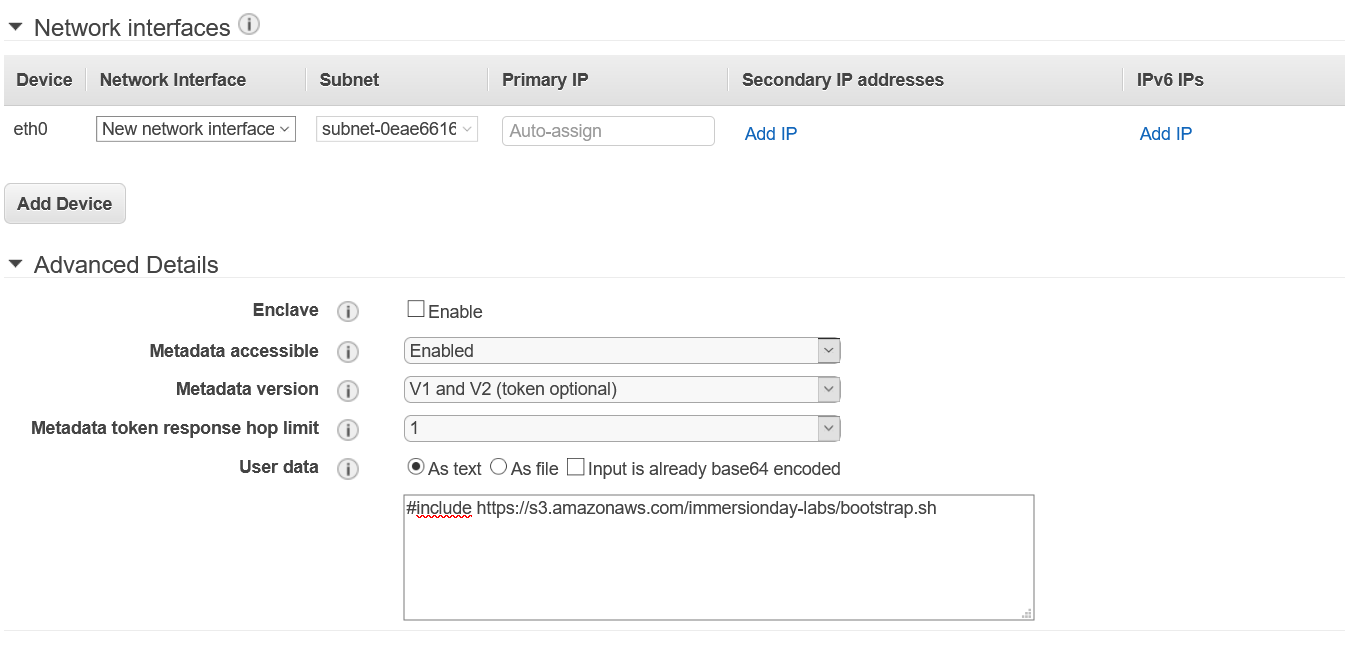 Network interfaces
Device Network Interface Subnet Primary IP Secondary IP addresses IPv6 IPs
eth0 New network interface subnet-0eae6616 Auto-assign Add IP Add IP
Add Device
Advanced Details
Enclave Enable
Metadata accessible Enabled
Metadata version V1 and V2 (token optional)
Metadata token response hop limit 1
User data As text As file Input is already base64 encoded
#include https://s3.amazonaws.com/immersionday-labs/bootstrap.sh